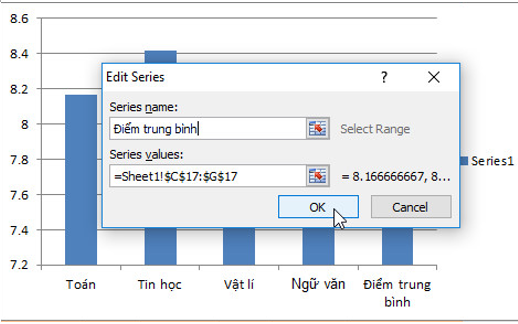 8.6
8.4
8.2
8
7.8
7.6
7.4
7.2
Edit Series
?
Series name:
Điểm trung bình
Select Range
Series values:
=Sheet1!$C$17:$G$17
= 8.166666667, 8...
OK
Cancel
Series1
Toán
Tin học
Vật lí
Ngữ văn
Điểm trung
bình